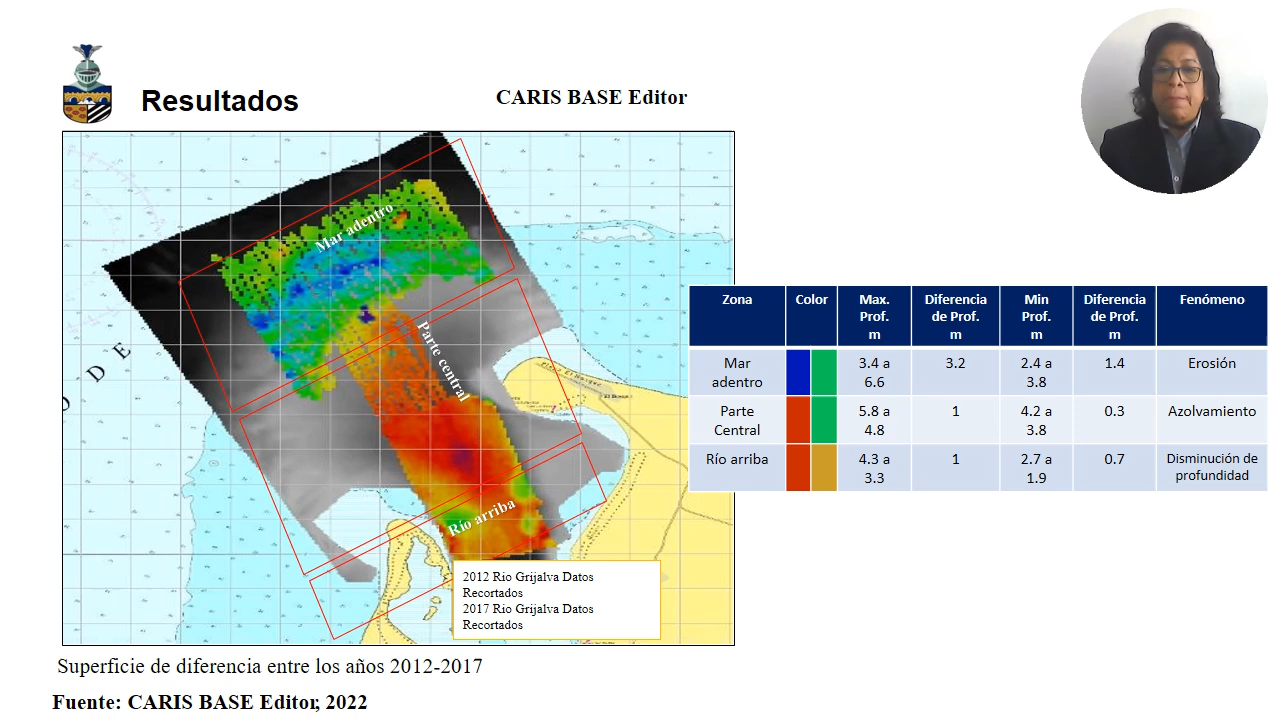 Resultados
CARIS BASE Editor
Mar adentro
Parte central
Río arriba
D E
El Bosque
2012 Rio Grijalva Datos
Recortados
2017 Rio Grijalva Datos
Recortados
Zona
Color
Max.
Prof.
m
Diferencia
de Prof.
m
Min
Prof.
m
Diferencia
de Prof.
m
Fenómeno
Mar
adentro
3.4 a
6.6
3.2
2.4 a
3.8
1.4
Erosión
Parte
Central
5.8 a
4.8
1
4.2 a
3.8
0.3
Azolvamiento
Río arriba
4.3 a
3.3
1
2.7 a
1.9
0.7
Disminución de
profundidad
Superficie de diferencia entre los años 2012-2017
Fuente: CARIS BASE Editor, 2022